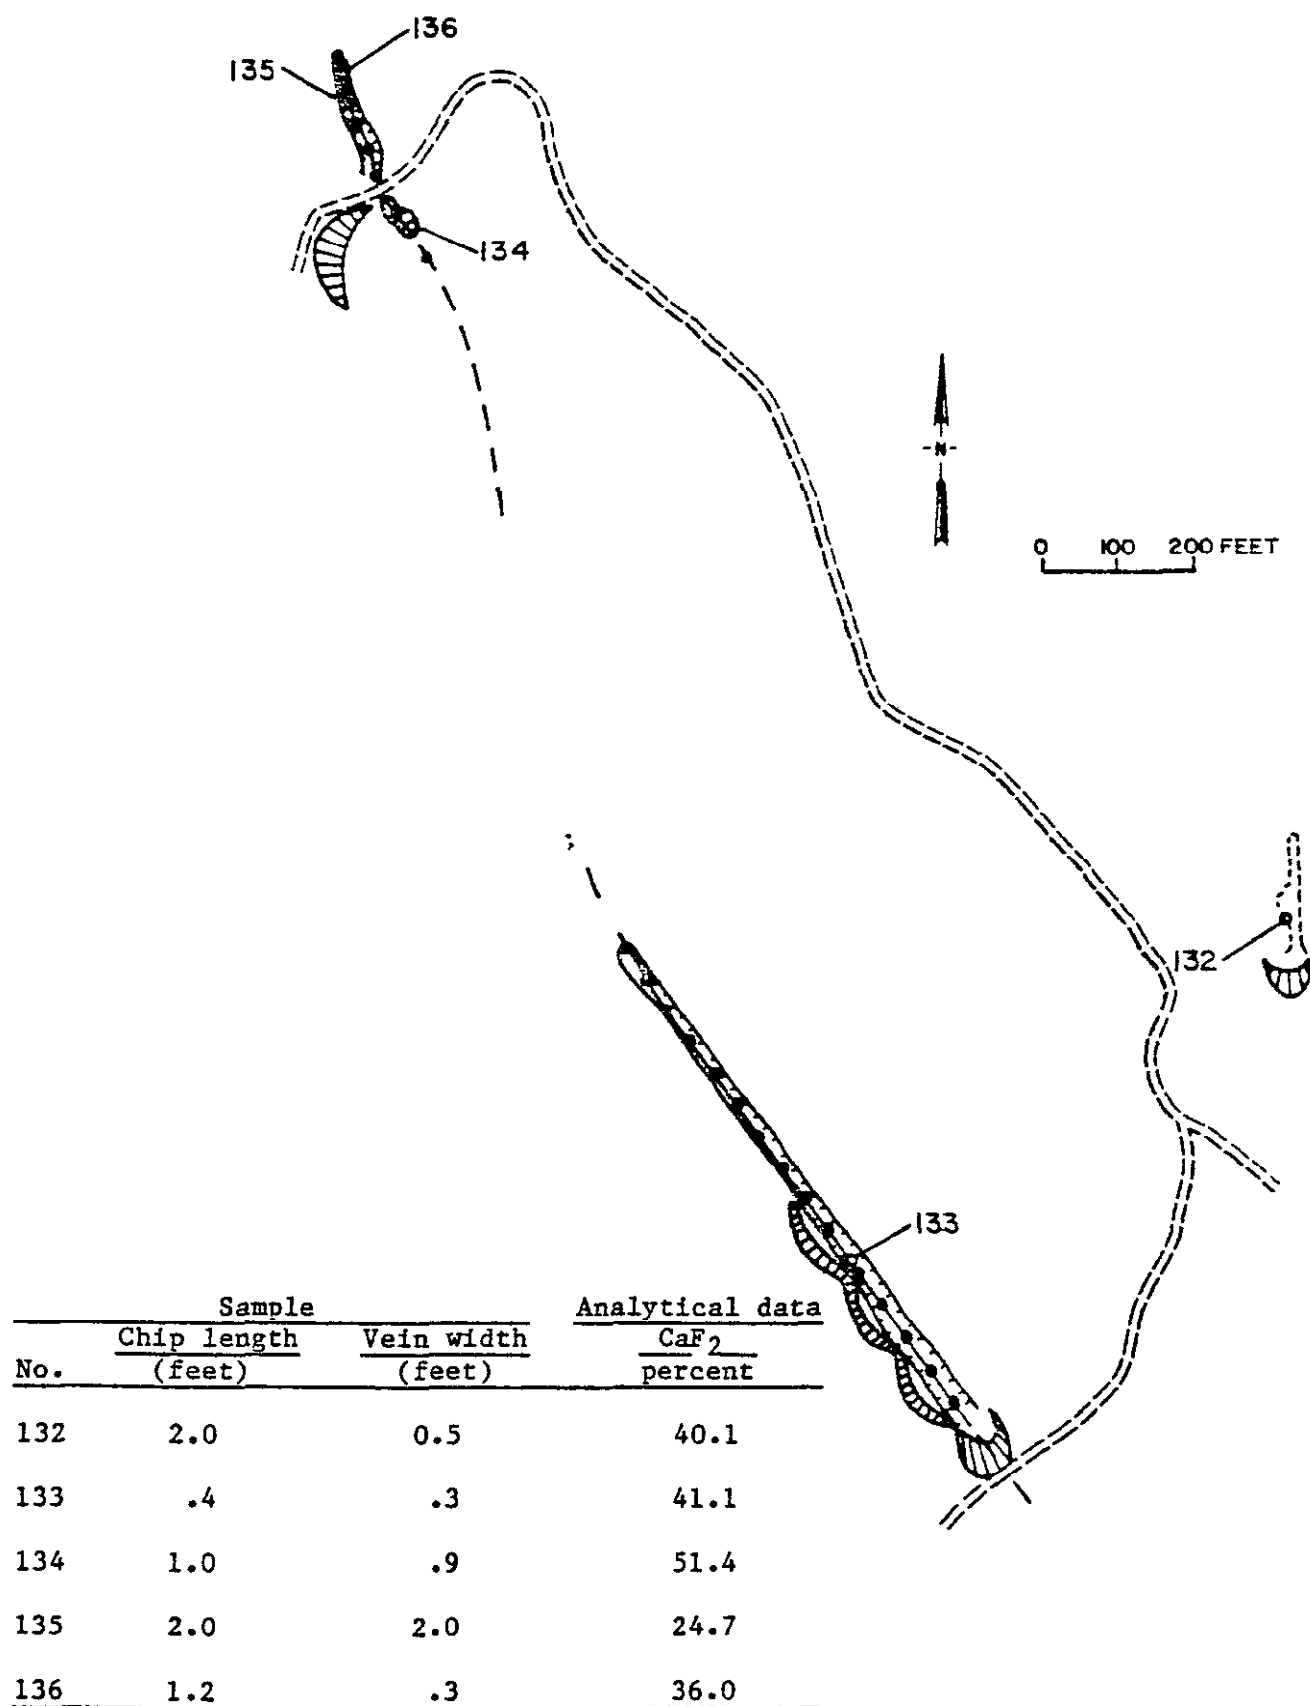 136
135
134
-N-
0 100 200 FEET
132
133
Sample Analytical data
Chip length Vein width CaF2
No. (feet) (feet) percent
132 2.0 0.5 40.1
133 .4 .3 41.1
134 1.0 .9 51.4
135 2.0 2.0 24.7
136 1.2 .3 36.0